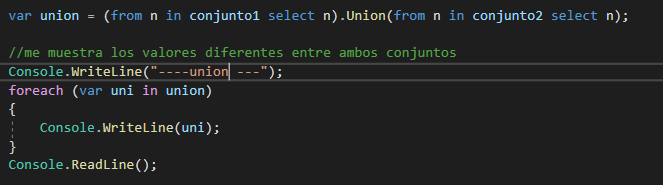 var union = (from n in conjunto1 select n).Union(from n in conjunto2 select n);
//me muestra los valores diferentes entre ambos conjuntos
Console.WriteLine("----union ---");
foreach (var uni in union)
{
Console.WriteLine(uni);
}
Console.ReadLine();